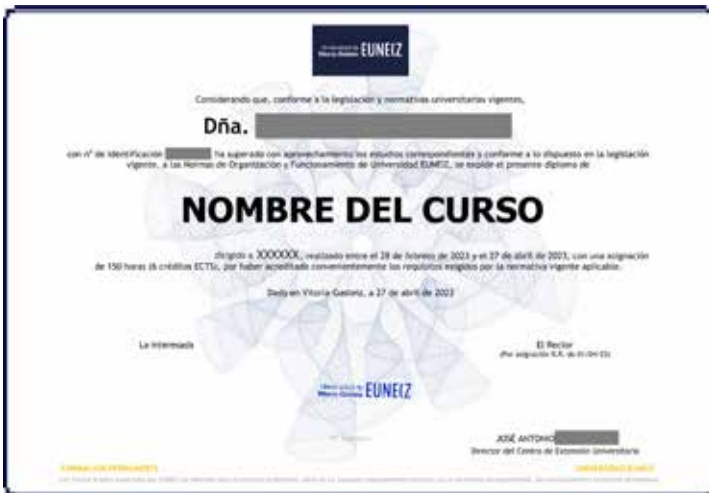 EUNEIZ
Considerando que, conforme a la legislación y normativas universitarias vigentes,
Dña.
con nº de identificación ha superado con aprovechamiento los estudios correspondientes y conforme a lo dispuesto en la legislación
vigente, a las Normas de Organización y Funcionamiento de Universidad EUNEIZ, se expide el presente diploma de
NOMBRE DEL CURSO
dirigido a XXXXXX, realizado entre el 28 de febrero de 2023 y el 27 de abril de 2023, con una asignación
de 150 horas (6 créditos ECTS), por haber acreditado convenientemente los requisitos exigidos por la normativa vigente aplicable.
Dado en Vitoria-Gasteiz, a 27 de abril de 2023
La interesada
El Rector
(Por asignación R.R. de
EUNEIZ
JOSÉ ANTONIO
Director del Centro de Extensión Universitaria